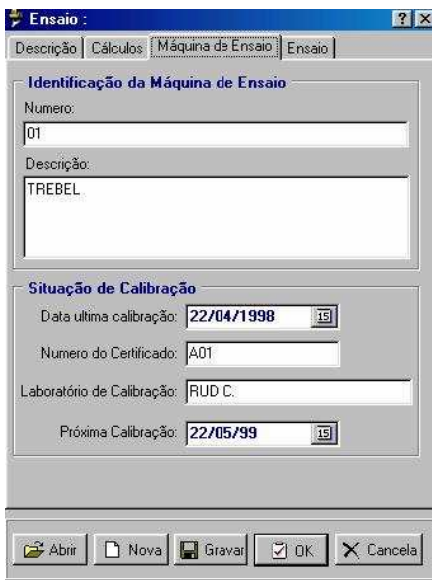 Ensaio :
Descrição Cálculos Máquina de Ensaio Ensaio
Identificação da Máquina de Ensaio
Numero:
01
Descrição:
TREBEL
Situação de Calibração
Data ultima calibração: 22/04/1998 15
Numero do Certificado: A01
Laboratório de Calibração: RUD C.
Próxima Calibração: 22/05/99 15
Abrir Nova Gravar OK Cancela